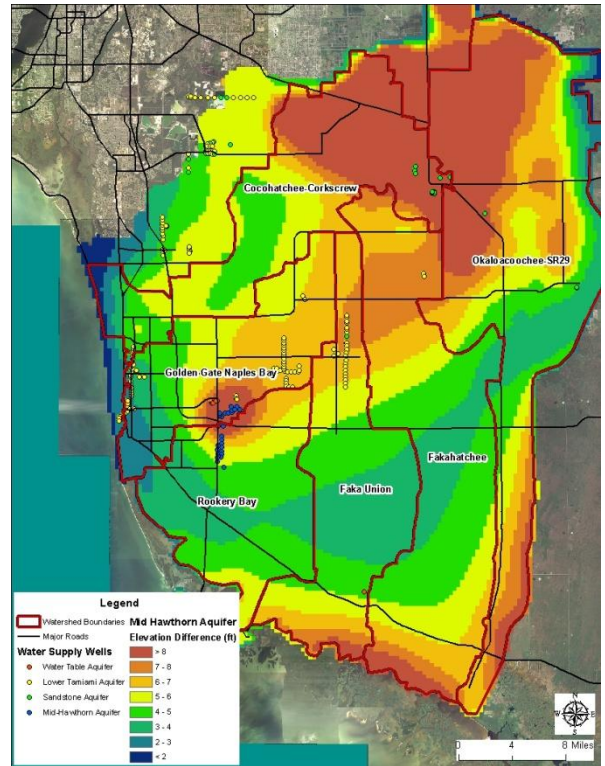 Cocohatchee-Corkscrew
Okaloacoochee-SR29
Golden Gate Naples Bay
Fakahatchee
Faka Union
Rookery Bay
Legend
Watershed Boundaries
Major Roads
Water Supply Wells
Water Table Aquifer
Lower Tamiami Aquifer
Sandstone Aquifer
Mid-Hawthorn Aquifer
Mid Hawthorn Aquifer
Elevation Difference (ft)
> 8
7 - 8
6 - 7
5 - 6
4 - 5
3 - 4
2 - 3
< 2
N
W E
S
0 4 8 Miles